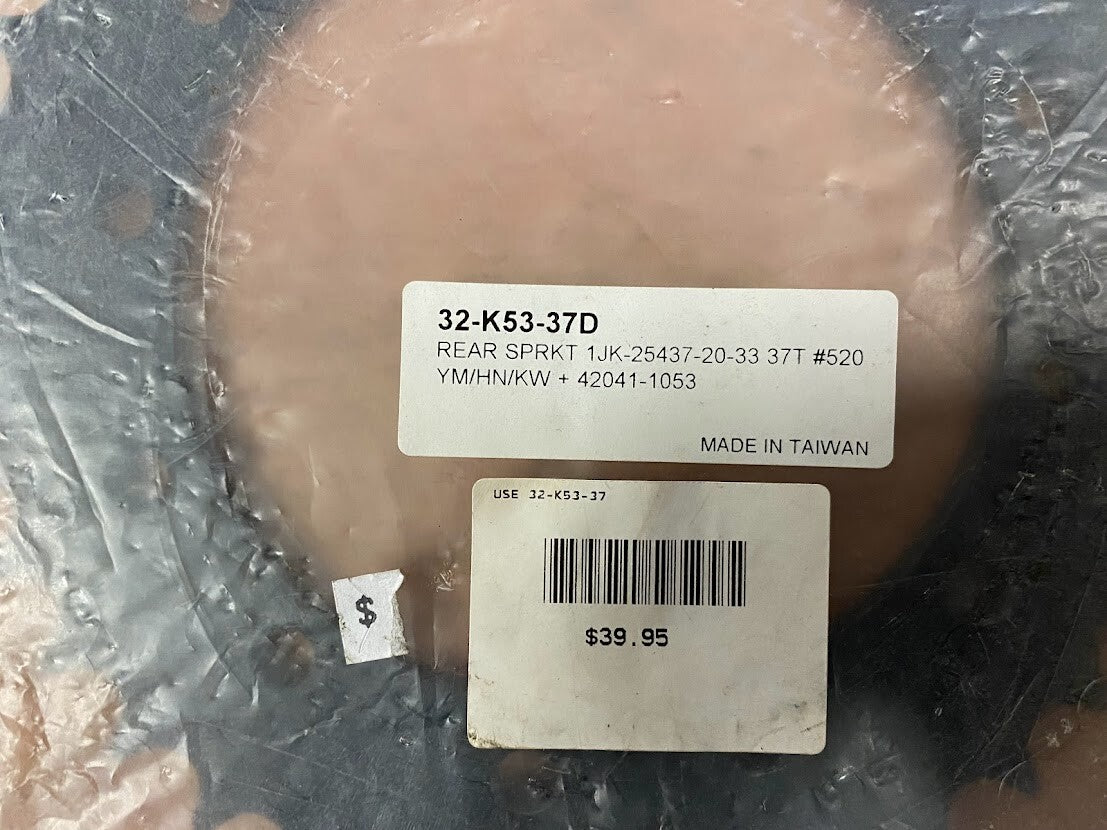 32-K53-37D
REAR SPRKT 1JK-25437-20-33 37T #520
YM/HN/KW + 42041-1053
MADE IN TAIWAN
USE 32-K53-37
$39.95
$